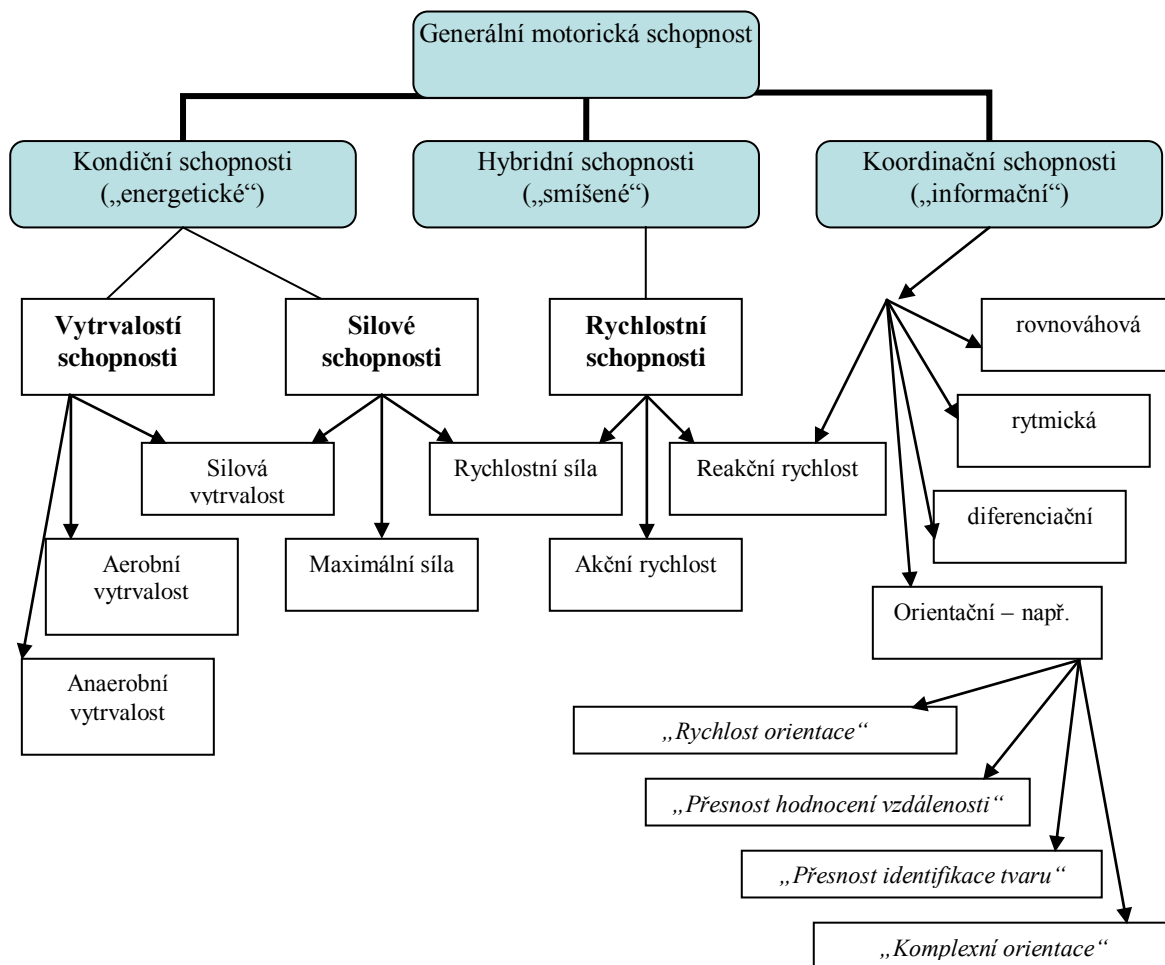 Generální motorická schopnost
Kondiční schopnosti
(„energetické“)
Hybridní schopnosti
(„smíšené“)
Koordinační schopnosti
(„informační“)
Vytrvalostí
schopnosti
Silové
schopnosti
Rychlostní
schopnosti
rovnováhová
rytmická
Silová
vytrvalost
Rychlostní síla
Reakční rychlost
diferenciační
Aerobní
vytrvalost
Maximální síla
Akční rychlost
Orientační – např.
Anaerobní
vytrvalost
„Rychlost orientace“
„Přesnost hodnocení vzdálenosti“
„Přesnost identifikace tvaru“
„Komplexní orientace“